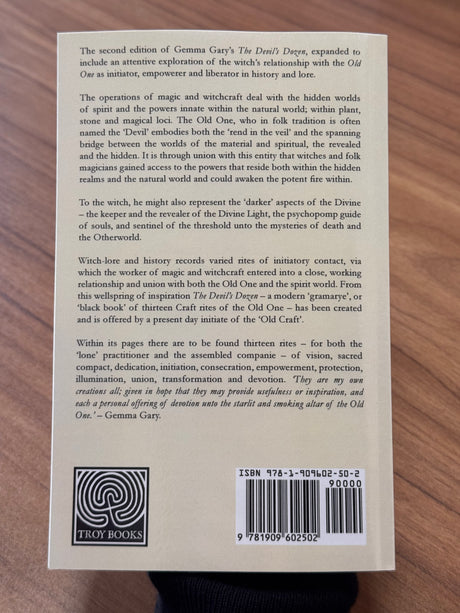 The second edition of Gemma Gary's The Devil's Dozen, expanded to
include an attentive exploration of the witch's relationship with the Old
One as initiator, empowerer and liberator in history and lore.
The operations of magic and witchcraft deal with the hidden worlds
of spirit and the powers innate within the natural world; within plant,
stone and magical loci. The Old One, who in folk tradition is often
named the 'Devil' embodies both the 'rend in the veil' and the spanning
bridge between the worlds of the material and spiritual, the revealed
and the hidden. It is through union with this entity that witches and folk
magicians gained access to the powers that reside both within the hidden
realms and the natural world and could awaken the potent fire within.
To the witch, he might also represent the 'darker' aspects of the Divine
– the keeper and the revealer of the Divine Light, the psychopomp guide
of souls, and sentinel of the threshold unto the mysteries of death and
the Otherworld.
Witch-lore and history records varied rites of initiatory contact, via
which the worker of magic and witchcraft entered into a close, working
relationship and union with both the Old One and the spirit world. From
this wellspring of inspiration The Devil's Dozen – a modern 'gramarye', or
'black book' of thirteen Craft rites of the Old One – has been created
and is offered by a present day initiate of the 'Old Craft'.
Within its pages there are to be found thirteen rites – for both the
'lone' practitioner and the assembled companie – of vision, sacred
compact, dedication, initiation, consecration, empowerment, protection,
illumination, union, transformation and devotion. 'They are my own
creations all; given in hope that they may provide usefulness or inspiration, and
each a personal offering of devotion unto the starlit and smoking altar of the Old
One.' – Gemma Gary.
TROY BOOKS
ISBN 978-1-909602-50-2
90000
9 781909 602502